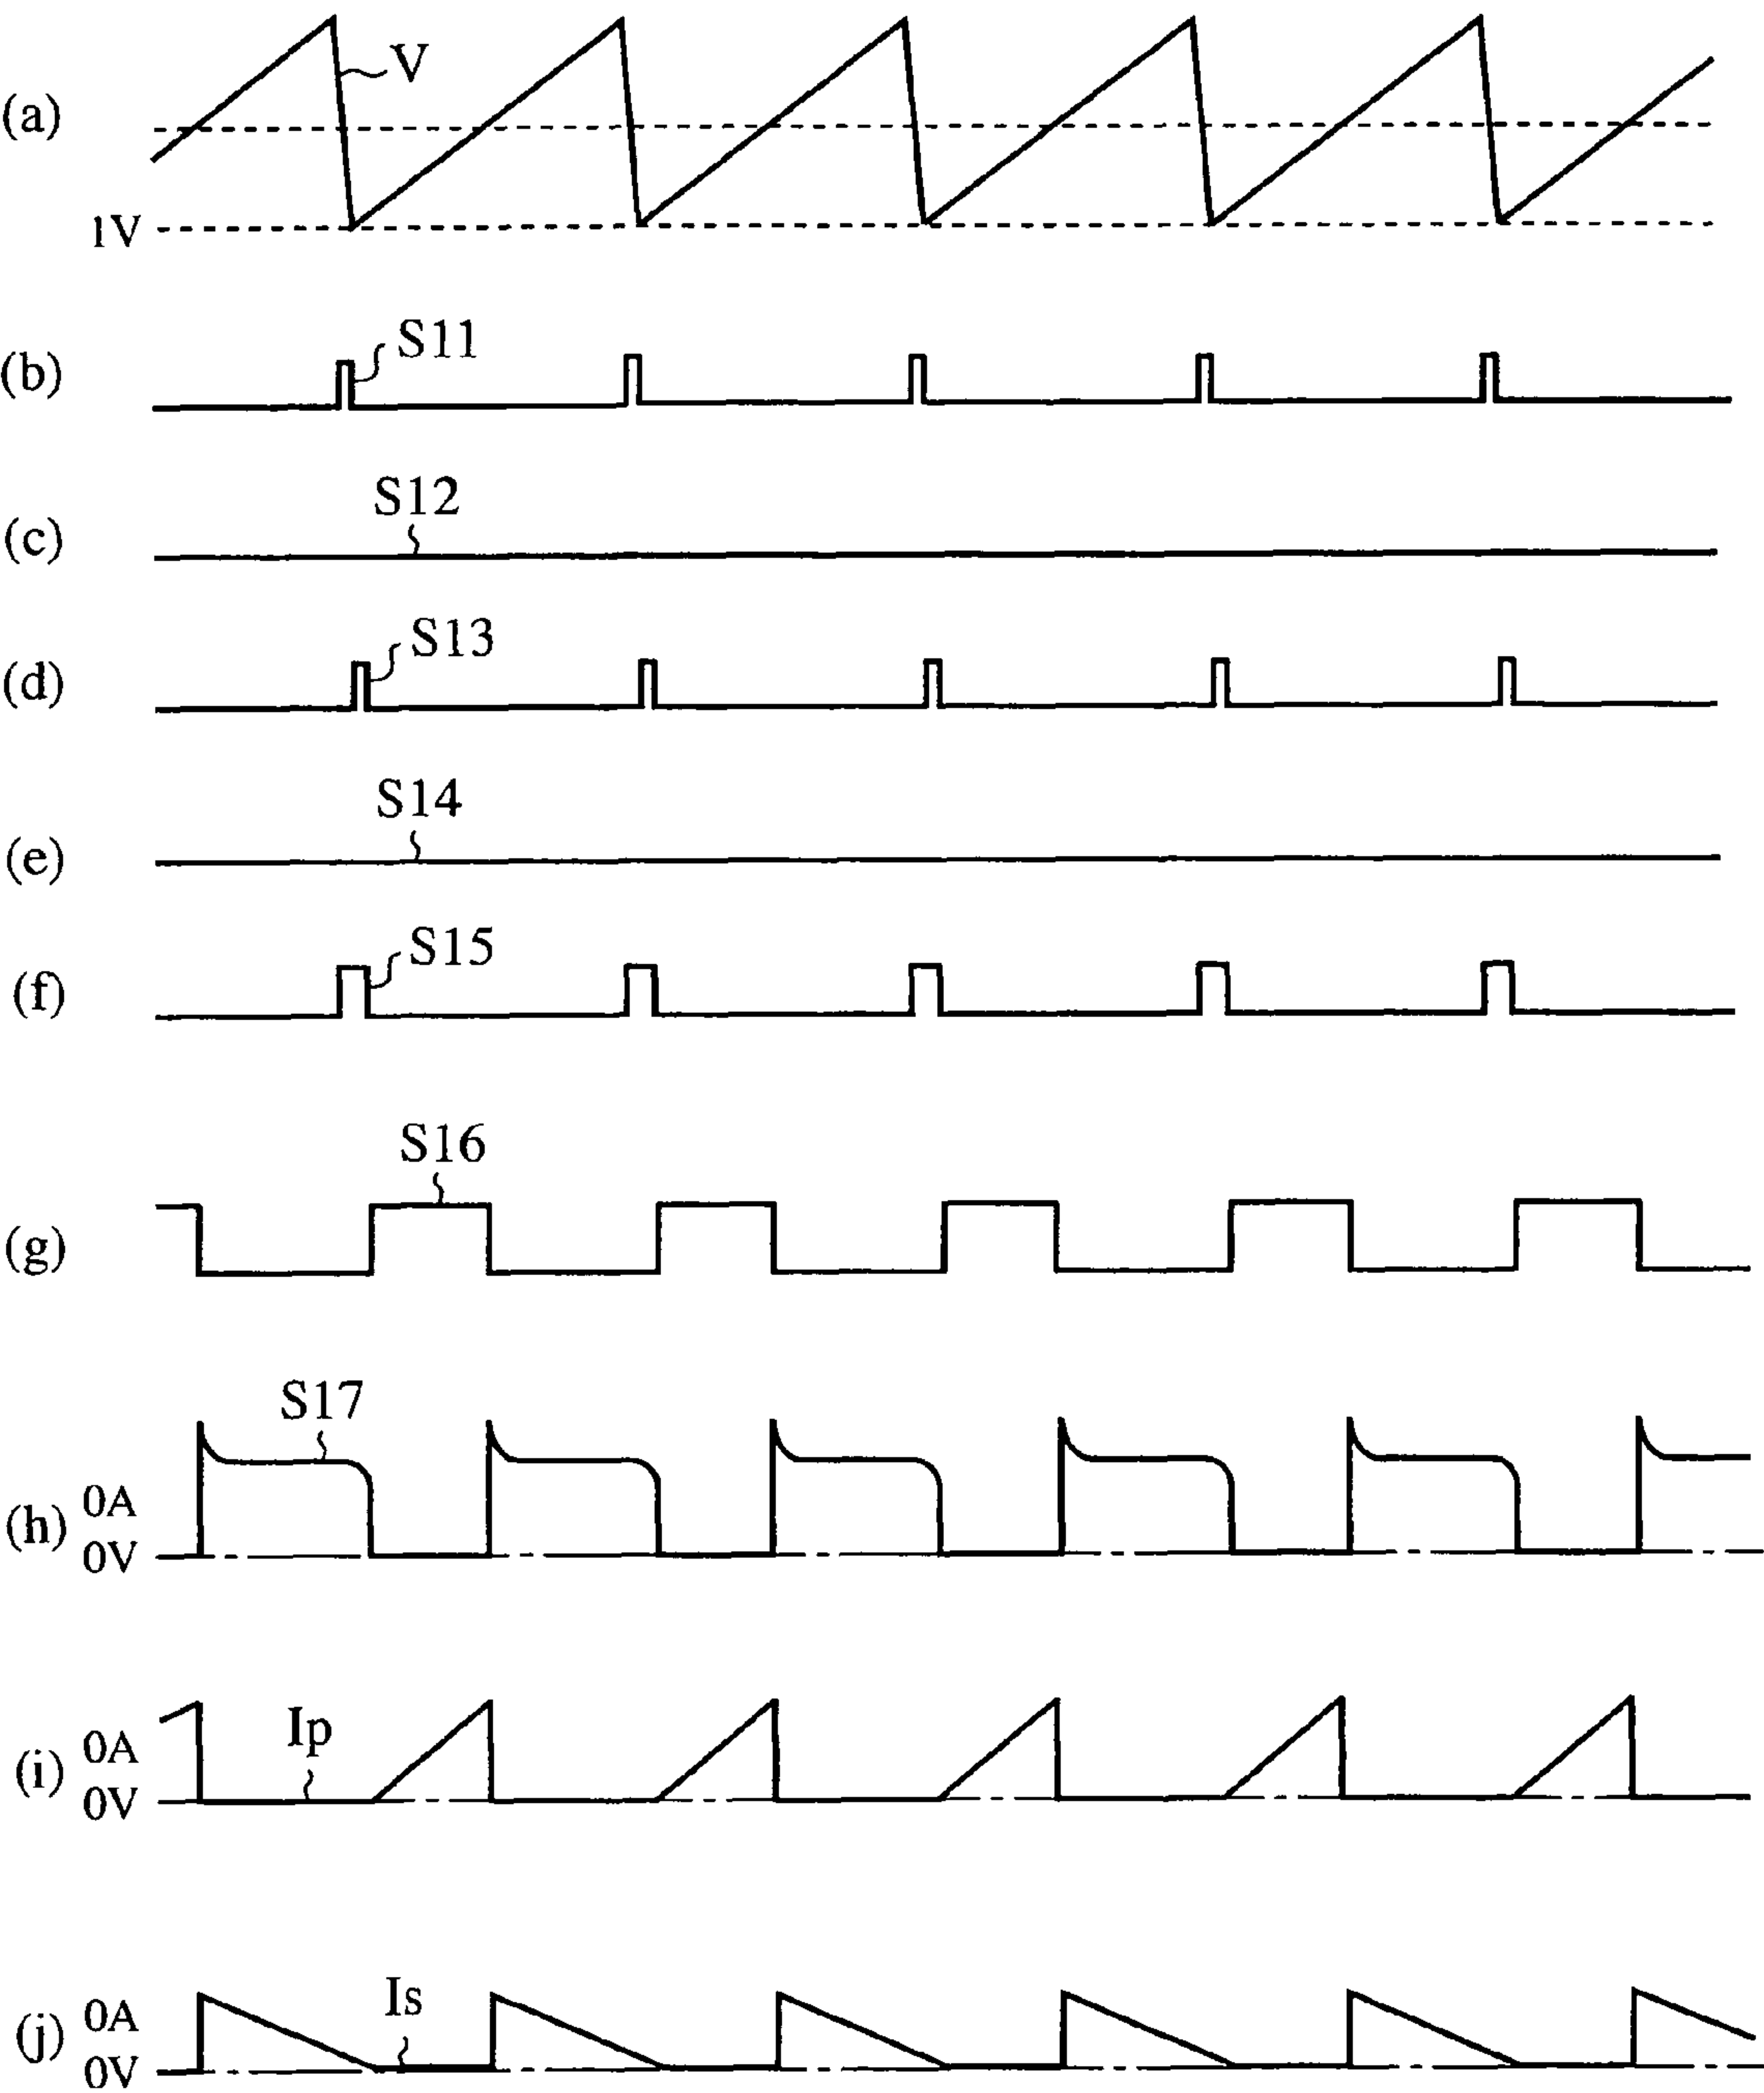 (a) V
1V
(b) S11
(c) S12
(d) S13
(e) S14
(f) S15
(g) S16
(h) S17
0A
0V
(i) Ip
0A
0V
(j) Is
0A
0V